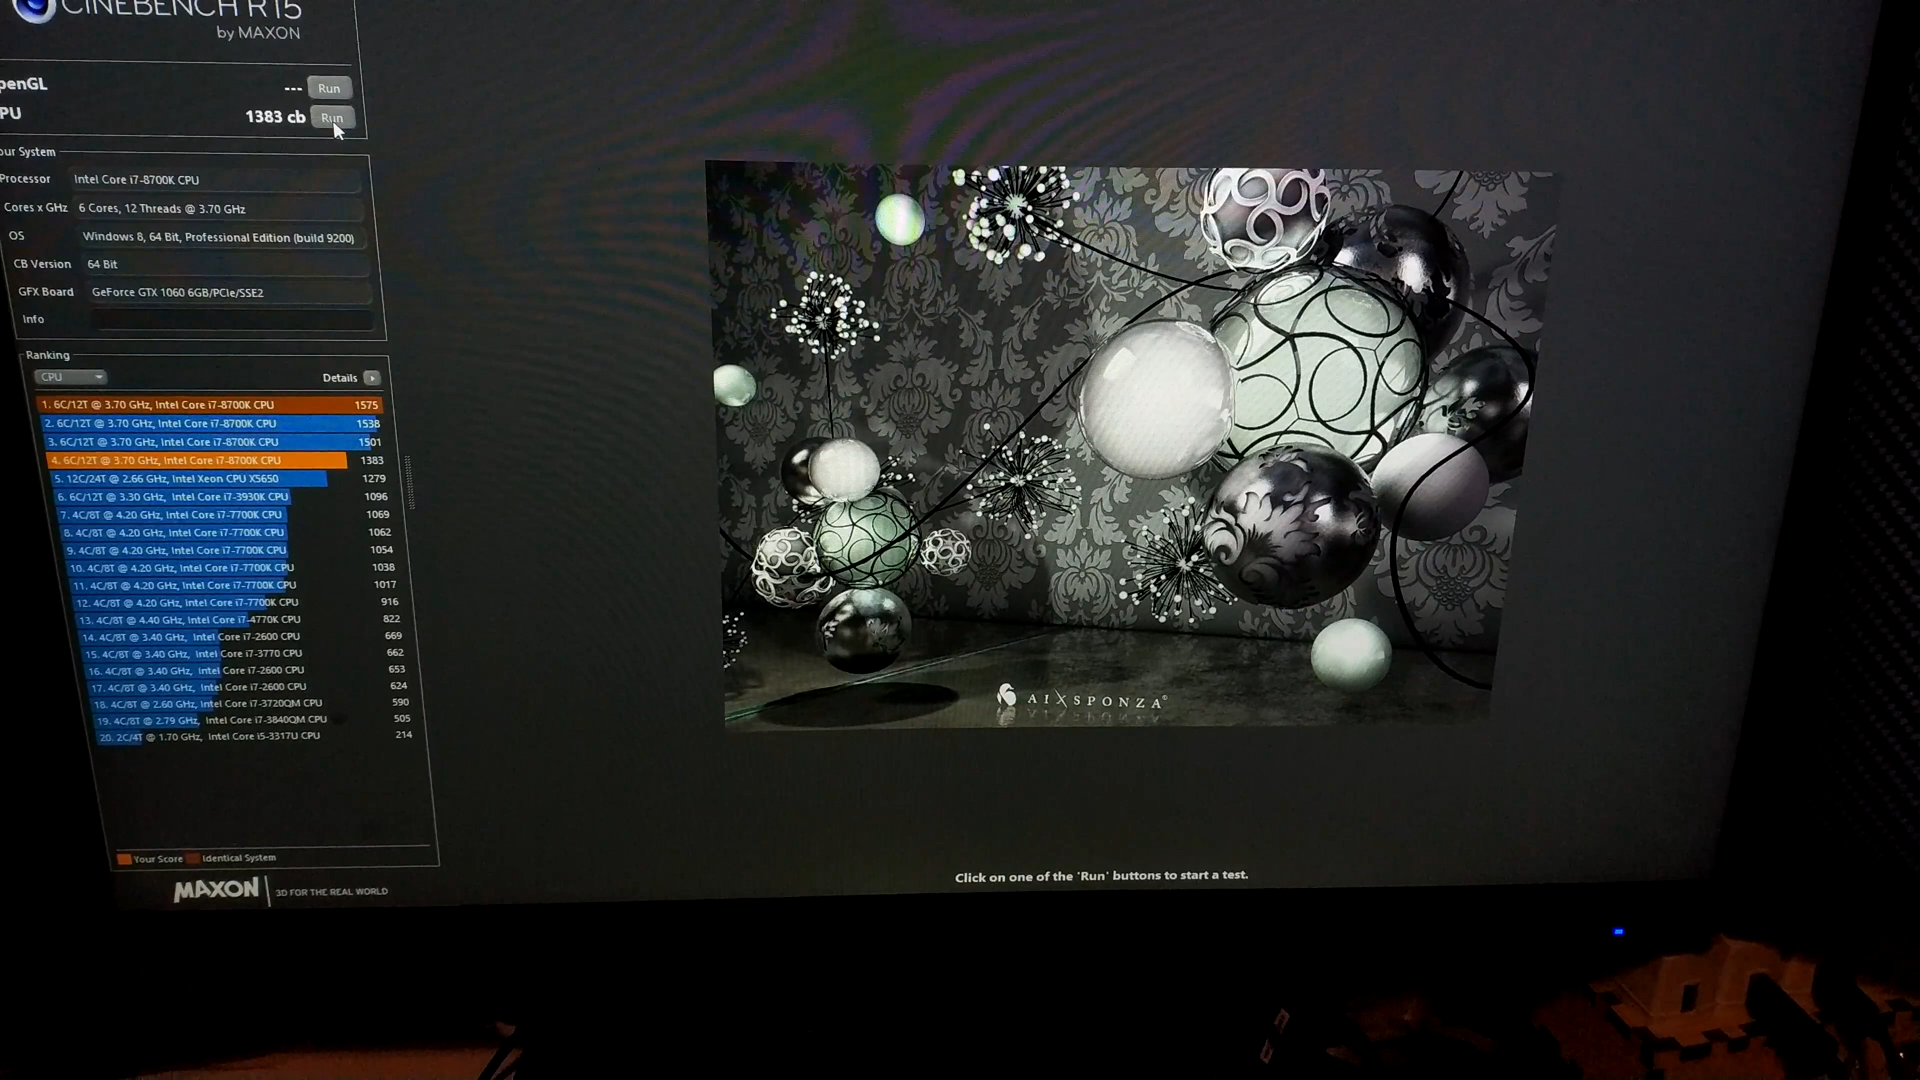 CINEBENCH R15
by MAXON
penGL --- Run
PU 1383 cb Run
our System
Processor Intel Core i7-8700K CPU
Cores x GHz 6 Cores, 12 Threads @ 3.70 GHz
OS Windows 8, 64 Bit, Professional Edition (build 9200)
CB Version 64 Bit
GFX Board GeForce GTX 1060 6GB/PCIe/SSE2
Info
Ranking
CPU Details
1. 6C/12T @ 3.70 GHz, Intel Core i7-8700K CPU 1575
2. 6C/12T @ 3.70 GHz, Intel Core i7-8700K CPU 1538
3. 6C/12T @ 3.70 GHz, Intel Core i7-8700K CPU 1501
4. 6C/12T @ 3.70 GHz, Intel Core i7-8700K CPU 1383
5. 12C/24T @ 2.66 GHz, Intel Xeon CPU X5650 1279
6. 6C/12T @ 3.30 GHz, Intel Core i7-3930K CPU 1096
7. 4C/8T @ 4.20 GHz, Intel Core i7-7700K CPU 1069
8. 4C/8T @ 4.20 GHz, Intel Core i7-7700K CPU 1062
9. 4C/8T @ 4.20 GHz, Intel Core i7-7700K CPU 1054
10. 4C/8T @ 4.20 GHz, Intel Core i7-7700K CPU 1038
11. 4C/8T @ 4.20 GHz, Intel Core i7-7700K CPU 1017
12. 4C/8T @ 4.20 GHz, Intel Core i7-7700K CPU 916
13. 4C/8T @ 4.40 GHz, Intel Core i7-4770K CPU 822
14. 4C/8T @ 3.40 GHz, Intel Core i7-2600 CPU 669
15. 4C/8T @ 3.40 GHz, Intel Core i7-3770 CPU 662
16. 4C/8T @ 3.40 GHz, Intel Core i7-2600 CPU 653
17. 4C/8T @ 3.40 GHz, Intel Core i7-2600 CPU 624
18. 4C/8T @ 2.60 GHz, Intel Core i7-3720QM CPU 590
19. 4C/8T @ 2.79 GHz, Intel Core i7-3840QM CPU 505
20. 2C/4T @ 1.70 GHz, Intel Core i5-3317U CPU 214
Your Score Identical System
MAXON 3D FOR THE REAL WORLD
AIXSPONZA®
Click on one of the 'Run' buttons to start a test.